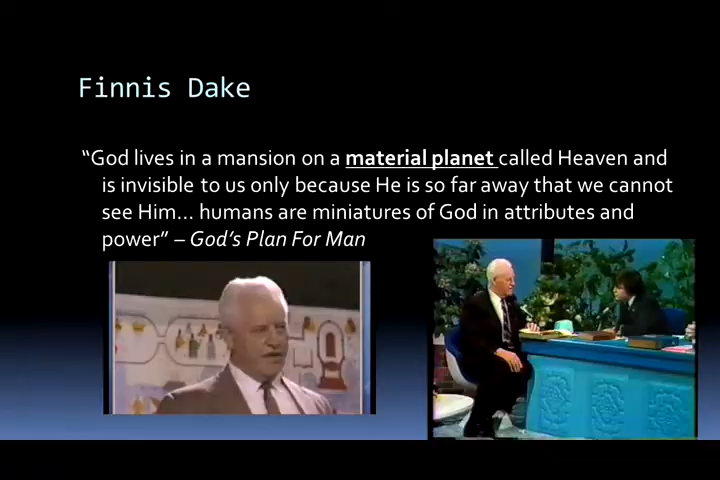 Finnis Dake
“God lives in a mansion on a material planet called Heaven and
is invisible to us only because He is so far away that we cannot
see Him… humans are miniatures of God in attributes and
power” – God’s Plan For Man